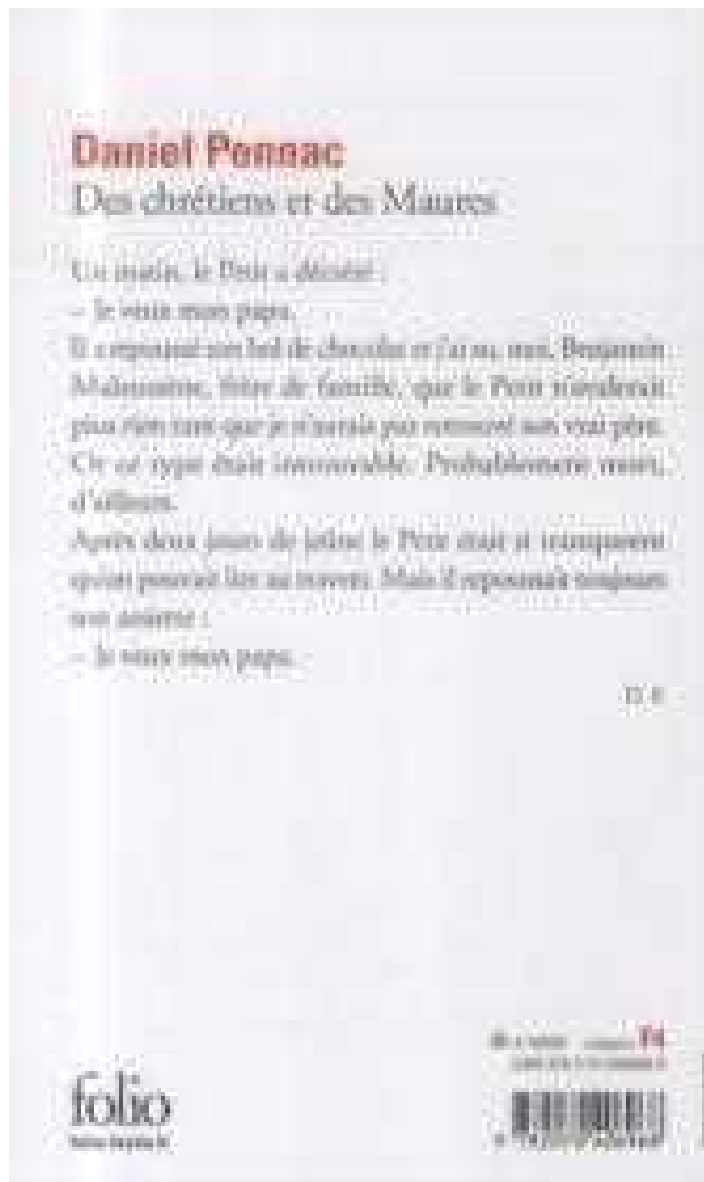 Daniel Pennac
Des chrétiens et des Maures
Un matin, le Petit a décrété :
– Je veux mon papa.
Il a repoussé son bol de chocolat et j'ai su, moi, Benjamin
Malaussène, frère de famille, que le Petit n'avalerait
plus rien tant que je n'aurais pas retrouvé son vrai père.
Or ce type était introuvable. Probablement mort,
d'ailleurs.
Après deux jours de jeûne le Petit était si transparent
qu'on pouvait lire au travers. Mais il repoussait toujours
son assiette :
– Je veux mon papa.
D. P.
F4
folio